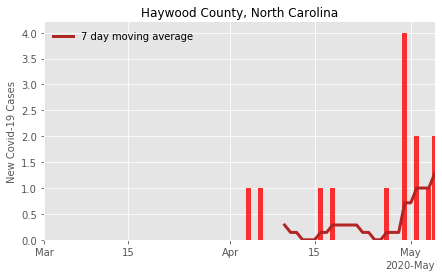 Haywood County, North Carolina
7 day moving average
New Covid-19 Cases
4.0
3.5
3.0
2.5
2.0
1.5
1.0
0.5
0.0
Mar
15
Apr
15
May
2020-May